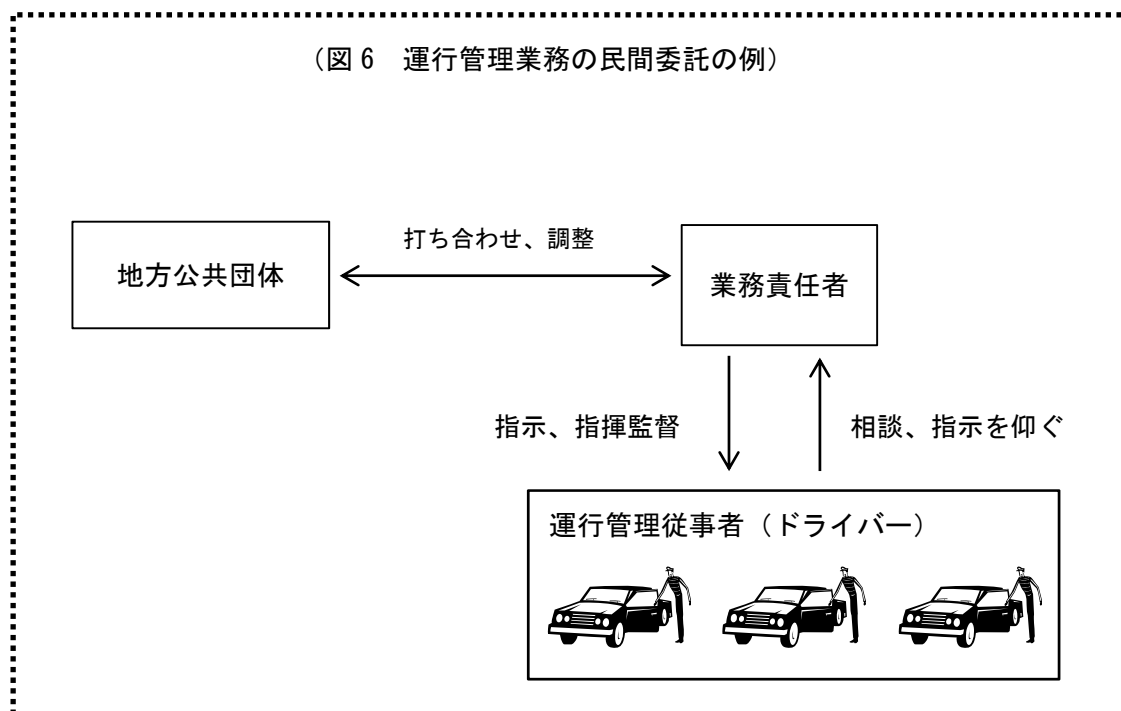 （図6　運行管理業務の民間委託の例）
打ち合わせ、調整
地方公共団体
業務責任者
指示、指揮監督
相談、指示を仰ぐ
運行管理従事者（ドライバー）